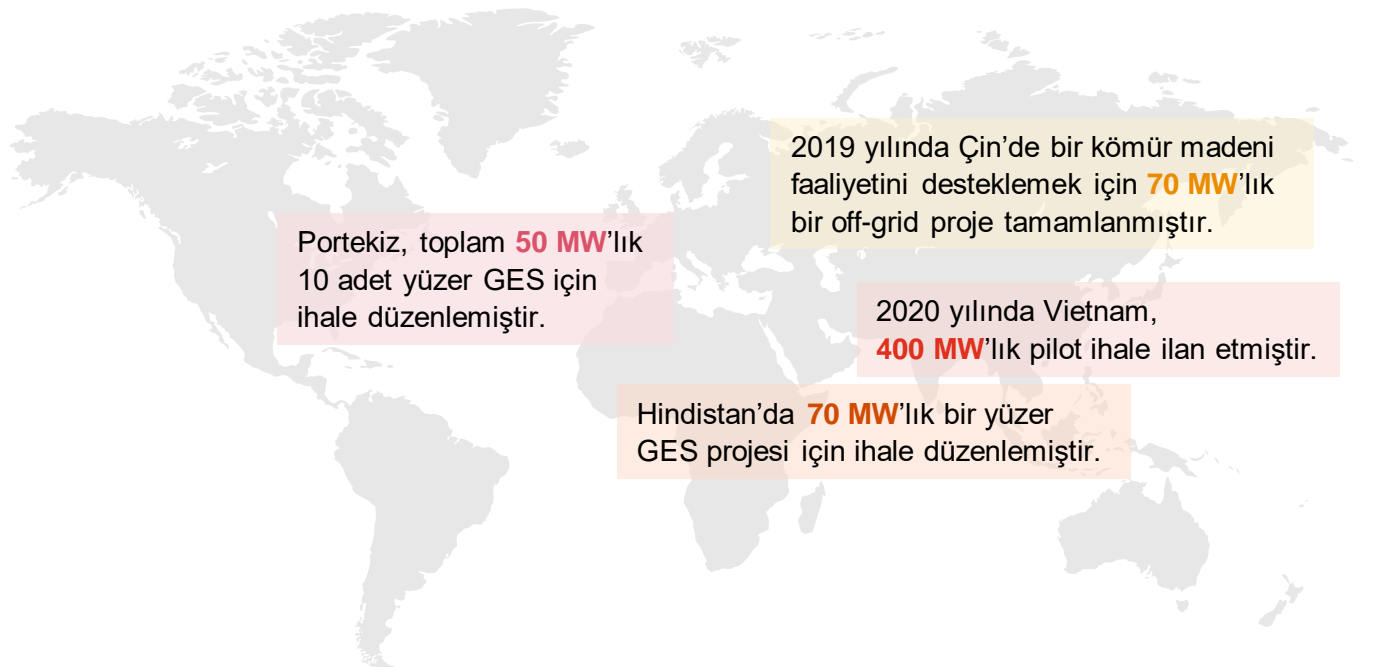 2019 yılında Çin’de bir kömür madeni
faaliyetini desteklemek için 70 MW’lık
bir off-grid proje tamamlanmıştır.
Portekiz, toplam 50 MW’lık
10 adet yüzer GES için
ihale düzenlemiştir.
2020 yılında Vietnam,
400 MW’lık pilot ihale ilan etmiştir.
Hindistan’da 70 MW’lık bir yüzer
GES projesi için ihale düzenlemiştir.